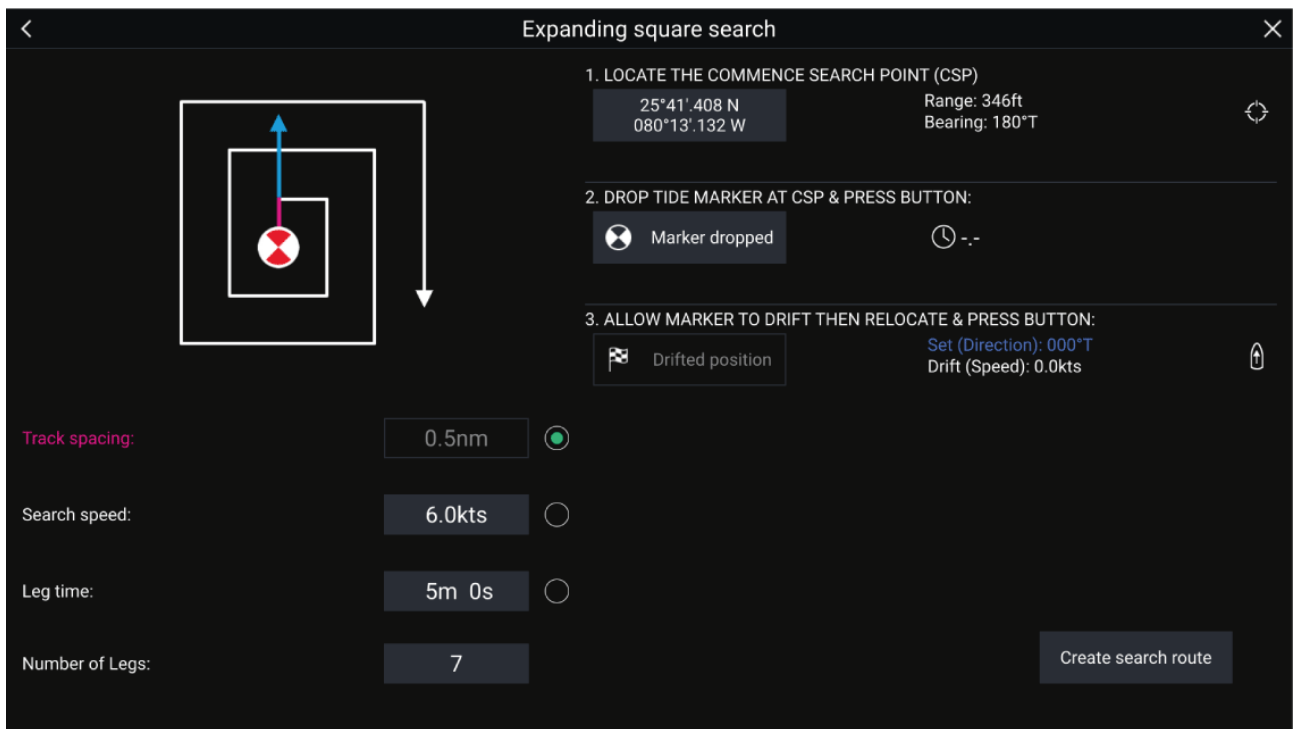 Expanding square search
1. LOCATE THE COMMENCE SEARCH POINT (CSP)
25°41'.408 N
080°13'.132 W
Range: 346ft
Bearing: 180°T
2. DROP TIDE MARKER AT CSP & PRESS BUTTON:
Marker dropped
-.-
3. ALLOW MARKER TO DRIFT THEN RELOCATE & PRESS BUTTON:
Drifted position
Set (Direction): 000°T
Drift (Speed): 0.0kts
Track spacing:
0.5nm
Search speed:
6.0kts
Leg time:
5m 0s
Number of Legs:
7
Create search route